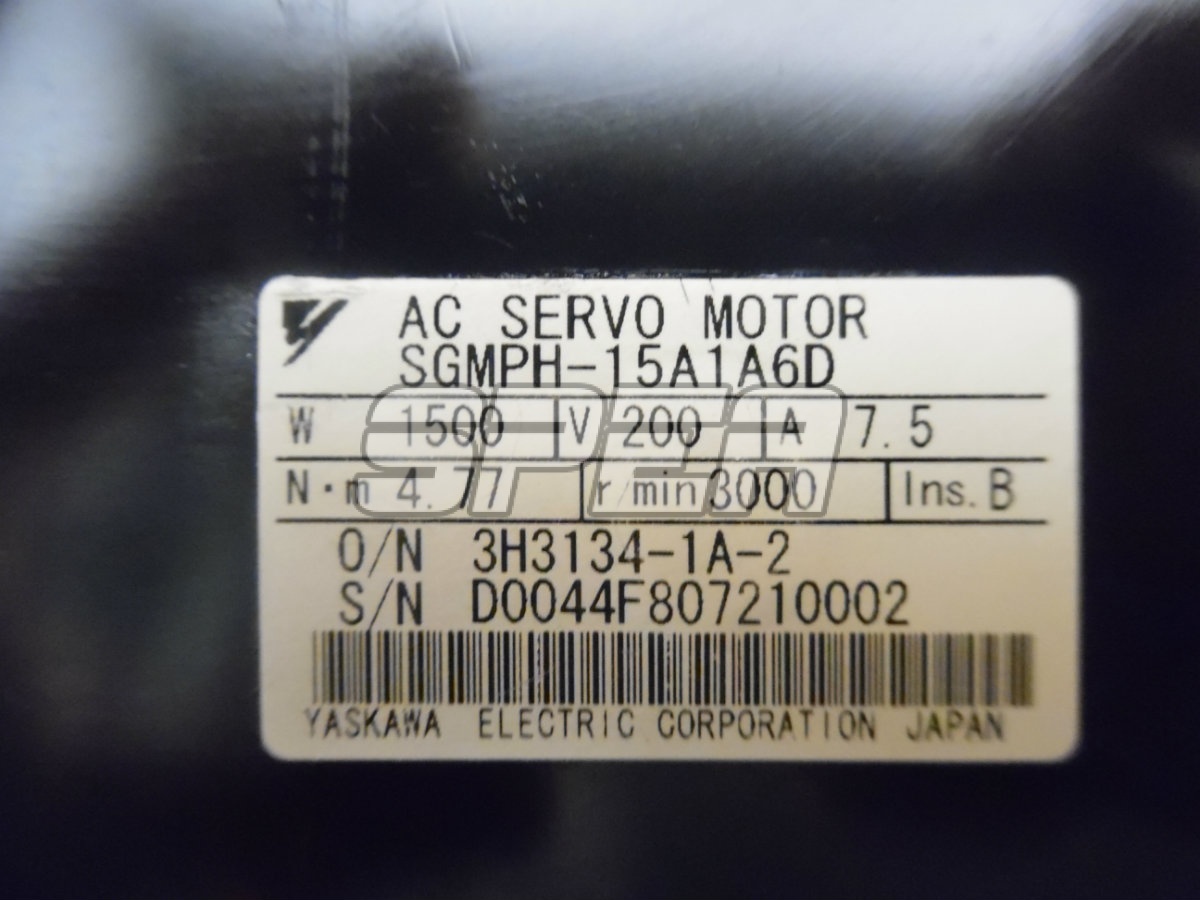 AC SERVO MOTOR
SGMPH-15A1A6D
W 1500 V 200 A 7.5
N·m 4.77 r/min 3000 Ins. B
O/N 3H3134-1A-2
S/N D0044F807210002
YASKAWA ELECTRIC CORPORATION JAPAN
SPEA